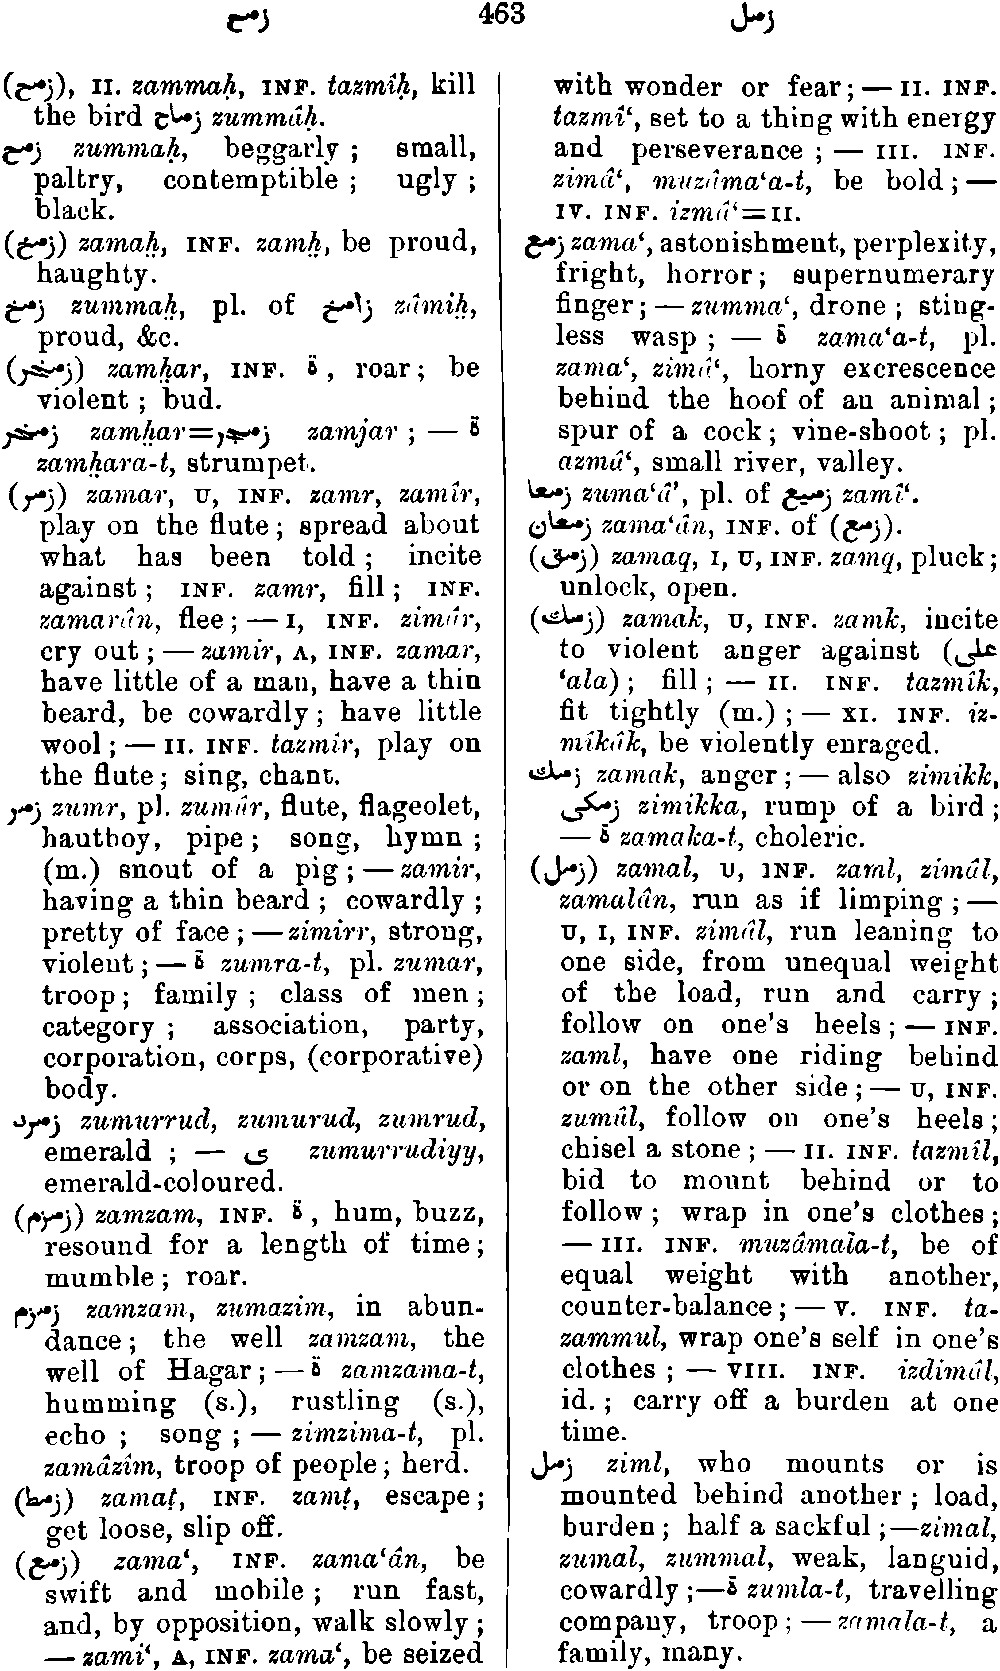 زمح 463 زمل
(زمح), II. zammaḥ, INF. tazmîḥ, kill
the bird زماح zummâḥ.
زمح zummaḥ, beggarly ; small,
paltry, contemptible ; ugly ;
black.
(زمخ) zamaḫ, INF. zamḫ, be proud,
haughty.
زمخ zummaḫ, pl. of زامخ zâmiḫ,
proud, &c.
(زمخر) zamḫar, INF. ة, roar; be
violent ; bud.
زمخر zamḫar=زمجر zamjar ; — ة
zamḫara-t, strumpet.
(زمر) zamar, U, INF. zamr, zamîr,
play on the flute; spread about
what has been told ; incite
against ; INF. zamr, fill ; INF.
zamarân, flee; — I, INF. zimâr,
cry out ; — zamir, A, INF. zamar,
have little of a man, have a thin
beard, be cowardly; have little
wool ; — II. INF. tazmîr, play on
the flute; sing, chant.
زمر zumr, pl. zumûr, flute, flageolet,
hautboy, pipe; song, hymn ;
(m.) snout of a pig ; — zamir,
having a thin beard ; cowardly ;
pretty of face ; — zimirr, strong,
violent ; — ة zumra-t, pl. zumar,
troop; family ; class of men ;
category ; association, party,
corporation, corps, (corporative)
body.
زمرد zumurrud, zumurud, zumrud,
emerald ; — ى zumurrudiyy,
emerald-coloured.
(زمزم) zamzam, INF. ة, hum, buzz,
resound for a length of time;
mumble ; roar.
زمزم zamzam, zumazim, in abun-
dance; the well zamzam, the
well of Hagar; — ة zamzama-t,
humming (s.), rustling (s.),
echo ; song ; — zimzima-t, pl.
zamâzîm, troop of people; herd.
(زمط) zamaṭ, INF. zamṭ, escape;
get loose, slip off.
(زمع) zama‘, INF. zama‘ân, be
swift and mobile ; run fast,
and, by opposition, walk slowly ;
— zami‘, A, INF. zama‘, be seized
with wonder or fear; — II. INF.
tazmî‘, set to a thing with energy
and perseverance ; — III. INF.
zimâ‘, muzâma‘a-t, be bold; —
IV. INF. izmâ‘=II.
زمع zama‘, astonishment, perplexity,
fright, horror; supernumerary
finger; — zumma‘, drone ; sting-
less wasp ; — ة zama‘a-t, pl.
zama‘, zimâ‘, horny excrescence
behind the hoof of an animal ;
spur of a cock; vine-shoot; pl.
azmâ‘, small river, valley.
زمعا zuma‘â’, pl. of زميع zamî‘.
زمعان zama‘ân, INF. of (زمع).
(زمق) zamaq, I, U, INF. zamq, pluck;
unlock, open.
(زمك) zamak, U, INF. zamk, incite
to violent anger against (على
‘ala) ; fill ; — II. INF. tazmîk,
fit tightly (m.) ; — XI. INF. iz-
mîkâk, be violently enraged.
زمك zamak, anger; — also zimikk,
زمكى zimikka, rump of a bird ;
— ة zamaka-t, choleric.
(زمل) zamal, U, INF. zaml, zimâl,
zamalân, run as if limping ; —
U, I, INF. zimâl, run leaning to
one side, from unequal weight
of the load, run and carry ;
follow on one's heels; — INF.
zaml, have one riding behind
or on the other side; — U, INF.
zumûl, follow on one's heels ;
chisel a stone ; — II. INF. tazmîl,
bid to mount behind or to
follow ; wrap in one's clothes;
— III. INF. muzâmala-t, be of
equal weight with another,
counter-balance; — V. INF. ta-
zammul, wrap one's self in one's
clothes ; — VIII. INF. izdimâl,
id. ; carry off a burden at one
time.
زمل ziml, who mounts or is
mounted behind another ; load,
burden ; half a sackful ;—zimal,
zumal, zummal, weak, languid,
cowardly ;—ة zumla-t, travelling
company, troop; — zamala-t, a
family, many.